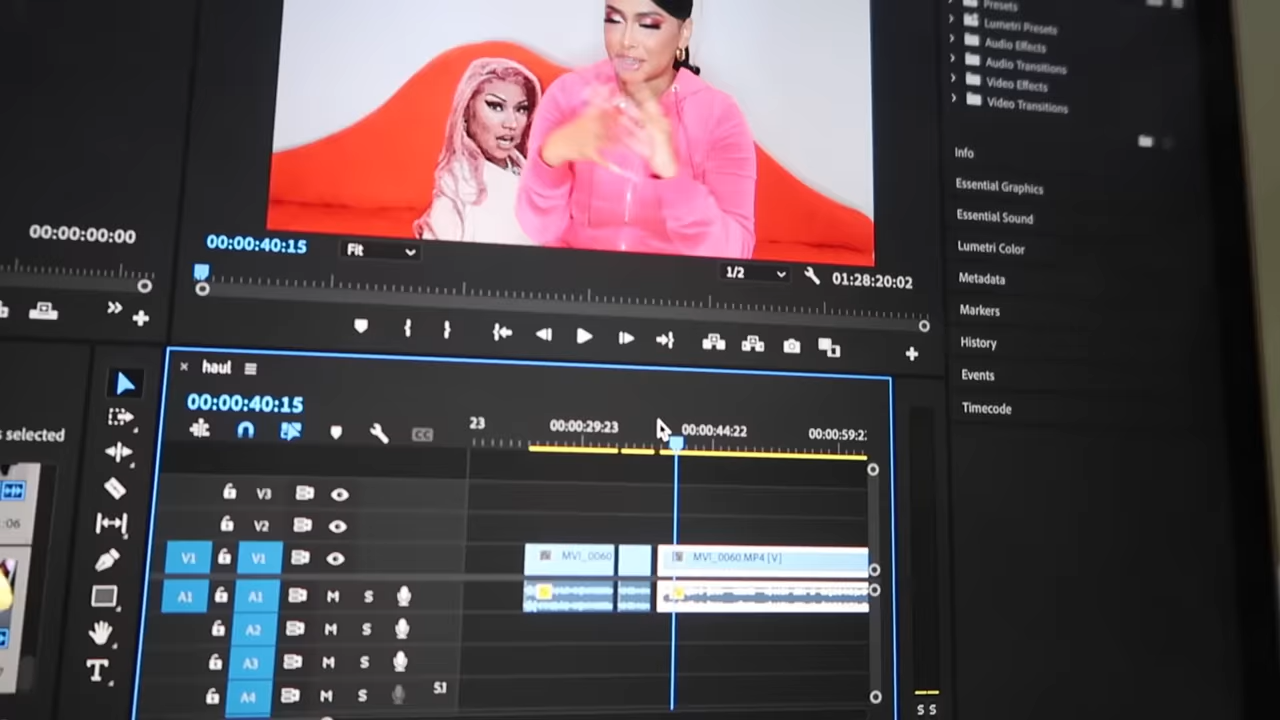 Presets
Lumetri Presets
Audio Effects
Audio Transitions
Video Effects
Video Transitions
Info
Essential Graphics
Essential Sound
Lumetri Color
Metadata
Markers
History
Events
Timecode
00:00:00:00
00:00:40:15
Fit
1/2
01:28:20:02
haul
00:00:40:15
23
00:00:29:23
00:00:44:22
00:00:59:2
s selected
:06
V3
V2
V1
V1
MVI_0060
MVI_0060.MP4 [V]
A1
A1
M
S
A2
M
S
A3
M
S
A4
M
S
5.1
S S